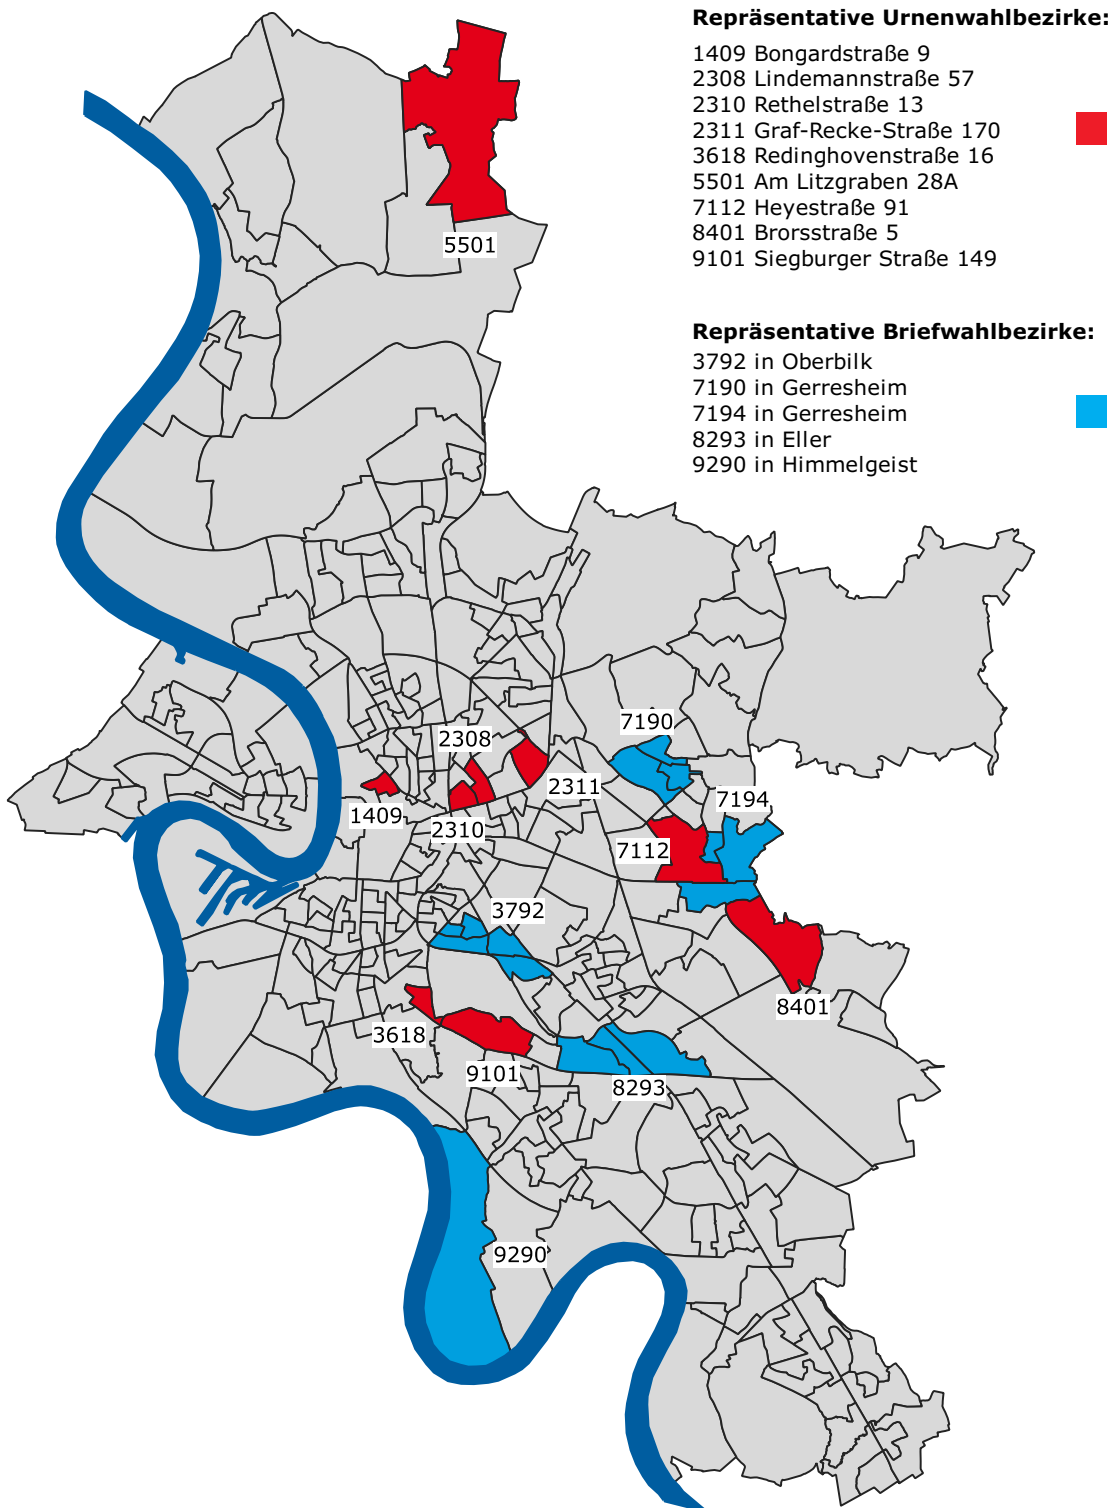 Repräsentative Urnenwahlbezirke:
1409 Bongardstraße 9
2308 Lindemannstraße 57
2310 Rethelstraße 13
2311 Graf-Recke-Straße 170
3618 Redinghovenstraße 16
5501 Am Litzgraben 28A
7112 Heyestraße 91
8401 Brorsstraße 5
9101 Siegburger Straße 149
Repräsentative Briefwahlbezirke:
3792 in Oberbilk
7190 in Gerresheim
7194 in Gerresheim
8293 in Eller
9290 in Himmelgeist
5501
7190
2308
2311
7194
1409
2310
7112
3792
8401
3618
9101
8293
9290